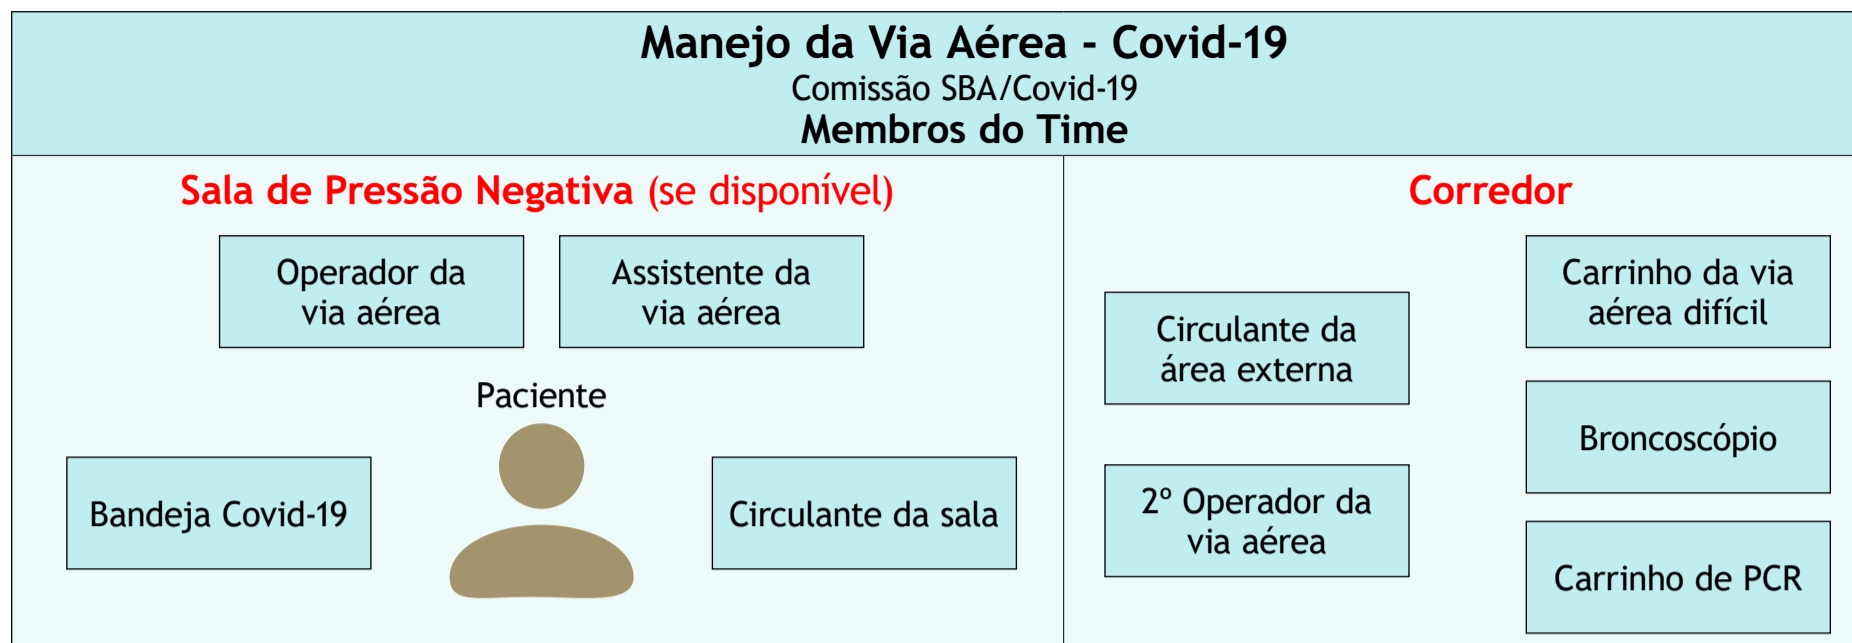 Manejo da Via Aérea - Covid-19
Comissão SBA/Covid-19
Membros do Time
Sala de Pressão Negativa (se disponível)
Operador da
via aérea
Assistente da
via aérea
Paciente
Bandeja Covid-19
Circulante da sala
Corredor
Circulante da
área externa
2º Operador da
via aérea
Carrinho da via
aérea difícil
Broncoscópio
Carrinho de PCR